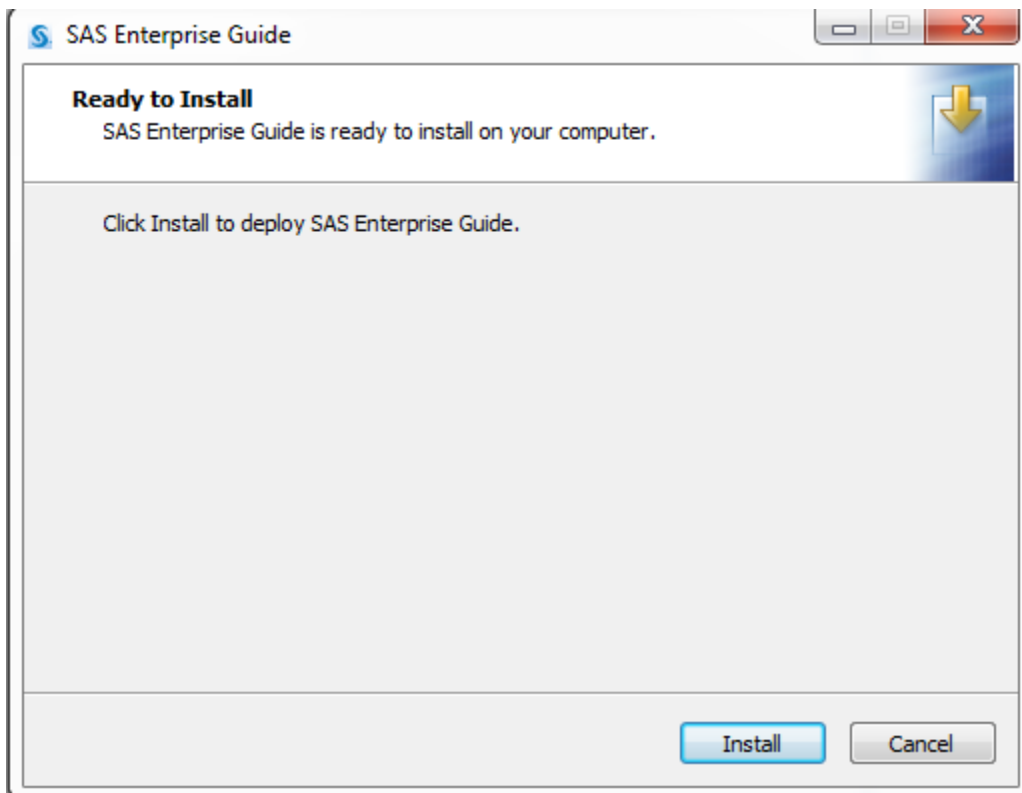 SAS Enterprise Guide
Ready to Install
SAS Enterprise Guide is ready to install on your computer.
Click Install to deploy SAS Enterprise Guide.
Install
Cancel